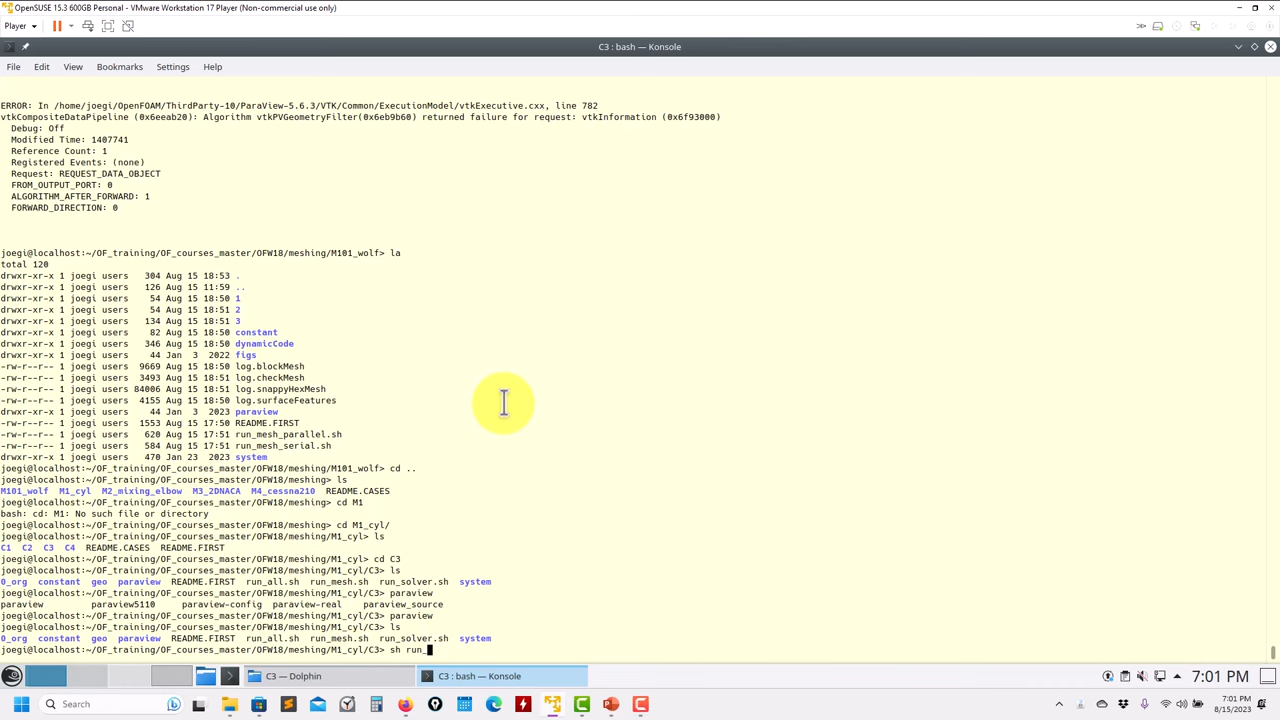 OpenSUSE 15.3 600GB Personal - VMware Workstation 17 Player (Non-commercial use only)
Player
C3 : bash — Konsole
File Edit View Bookmarks Settings Help
ERROR: In /home/joegi/OpenFOAM/ThirdParty-10/ParaView-5.6.3/VTK/Common/ExecutionModel/vtkExecutive.cxx, line 782
vtkCompositeDataPipeline (0x6eeab20): Algorithm vtkPVGeometryFilter(0x6eb9b60) returned failure for request: vtkInformation (0x6f93000)
Debug: Off
Modified Time: 1407741
Reference Count: 1
Registered Events: (none)
Request: REQUEST_DATA_OBJECT
FROM_OUTPUT_PORT: 0
ALGORITHM_AFTER_FORWARD: 1
FORWARD_DIRECTION: 0
joegi@localhost:~/OF_training/OF_courses_master/OFW18/meshing/M101_wolf> la
total 120
drwxr-xr-x 1 joegi users 304 Aug 15 18:53 .
drwxr-xr-x 1 joegi users 126 Aug 15 11:59 ..
drwxr-xr-x 1 joegi users 54 Aug 15 18:50 1
drwxr-xr-x 1 joegi users 54 Aug 15 18:51 2
drwxr-xr-x 1 joegi users 134 Aug 15 18:51 3
drwxr-xr-x 1 joegi users 82 Aug 15 18:50 constant
drwxr-xr-x 1 joegi users 346 Aug 15 18:50 dynamicCode
drwxr-xr-x 1 joegi users 44 Jan 3 2022 figs
-rw-r--r-- 1 joegi users 9669 Aug 15 18:50 log.blockMesh
-rw-r--r-- 1 joegi users 3493 Aug 15 18:51 log.checkMesh
-rw-r--r-- 1 joegi users 84006 Aug 15 18:51 log.snappyHexMesh
-rw-r--r-- 1 joegi users 4155 Aug 15 18:50 log.surfaceFeatures
drwxr-xr-x 1 joegi users 44 Jan 3 2023 paraview
-rw-r--r-- 1 joegi users 1553 Aug 15 17:50 README.FIRST
-rw-r--r-- 1 joegi users 620 Aug 15 17:51 run_mesh_parallel.sh
-rw-r--r-- 1 joegi users 584 Aug 15 17:51 run_mesh_serial.sh
drwxr-xr-x 1 joegi users 470 Jan 23 2023 system
joegi@localhost:~/OF_training/OF_courses_master/OFW18/meshing/M101_wolf> cd ..
joegi@localhost:~/OF_training/OF_courses_master/OFW18/meshing> ls
M101_wolf M1_cyl M2_mixing_elbow M3_2DNACA M4_cessna210 README.CASES
joegi@localhost:~/OF_training/OF_courses_master/OFW18/meshing> cd M1
bash: cd: M1: No such file or directory
joegi@localhost:~/OF_training/OF_courses_master/OFW18/meshing> cd M1_cyl/
joegi@localhost:~/OF_training/OF_courses_master/OFW18/meshing/M1_cyl> ls
C1 C2 C3 C4 README.CASES README.FIRST
joegi@localhost:~/OF_training/OF_courses_master/OFW18/meshing/M1_cyl> cd C3
joegi@localhost:~/OF_training/OF_courses_master/OFW18/meshing/M1_cyl/C3> ls
0_org constant geo paraview README.FIRST run_all.sh run_mesh.sh run_solver.sh system
joegi@localhost:~/OF_training/OF_courses_master/OFW18/meshing/M1_cyl/C3> paraview
paraview paraview5110 paraview-config paraview-real paraview_source
joegi@localhost:~/OF_training/OF_courses_master/OFW18/meshing/M1_cyl/C3> paraview
joegi@localhost:~/OF_training/OF_courses_master/OFW18/meshing/M1_cyl/C3> ls
0_org constant geo paraview README.FIRST run_all.sh run_mesh.sh run_solver.sh system
joegi@localhost:~/OF_training/OF_courses_master/OFW18/meshing/M1_cyl/C3> sh run_
C3 — Dolphin
C3 : bash — Konsole
7:01 PM
Search
7:01 PM
8/15/2023